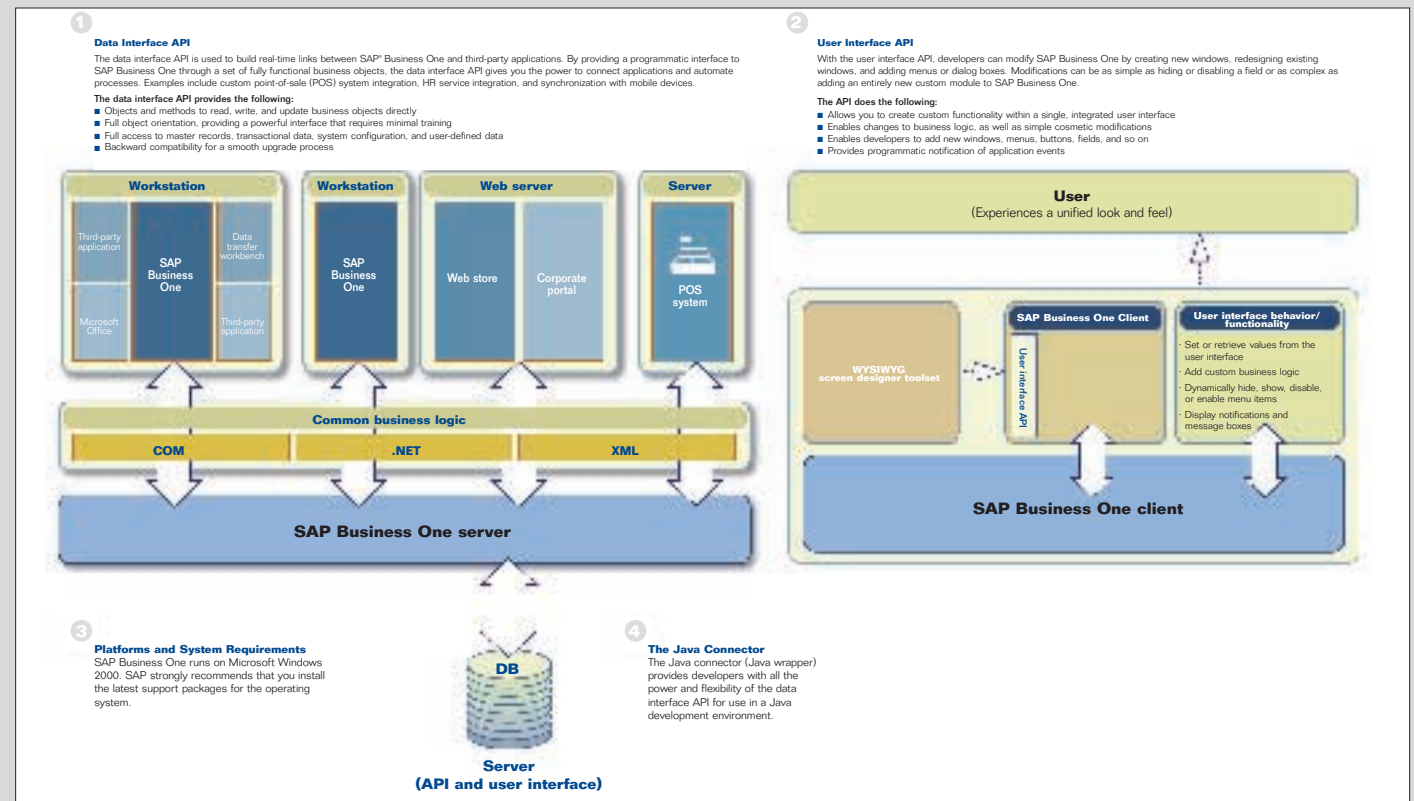 1
Data Interface API
The data interface API is used to build real-time links between SAP® Business One and third-party applications. By providing a programmatic interface to
SAP Business One through a set of fully functional business objects, the data interface API gives you the power to connect applications and automate
processes. Examples include custom point-of-sale (POS) system integration, HR service integration, and synchronization with mobile devices.
The data interface API provides the following:
■ Objects and methods to read, write, and update business objects directly
■ Full object orientation, providing a powerful interface that requires minimal training
■ Full access to master records, transactional data, system configuration, and user-defined data
■ Backward compatibility for a smooth upgrade process
Workstation
Third-party
application
SAP
Business
One
Data
transfer
workbench
Microsoft
Office
Third-party
application
Workstation
SAP
Business
One
Web server
Web store
Corporate
portal
Server
POS
system
Common business logic
COM
.NET
XML
SAP Business One server
DB
Server
(API and user interface)
2
User Interface API
With the user interface API, developers can modify SAP Business One by creating new windows, redesigning existing
windows, and adding menus or dialog boxes. Modifications can be as simple as hiding or disabling a field or as complex as
adding an entirely new custom module to SAP Business One.
The API does the following:
■ Allows you to create custom functionality within a single, integrated user interface
■ Enables changes to business logic, as well as simple cosmetic modifications
■ Enables developers to add new windows, menus, buttons, fields, and so on
■ Provides programmatic notification of application events
User
(Experiences a unified look and feel)
WYSIWYG
screen designer toolset
SAP Business One Client
User interface API
User interface behavior/
functionality
· Set or retrieve values from the
user interface
· Add custom business logic
· Dynamically hide, show, disable,
or enable menu items
· Display notifications and
message boxes
SAP Business One client
3
Platforms and System Requirements
SAP Business One runs on Microsoft Windows
2000. SAP strongly recommends that you install
the latest support packages for the operating
system.
4
The Java Connector
The Java connector (Java wrapper)
provides developers with all the
power and flexibility of the data
interface API for use in a Java
development environment.